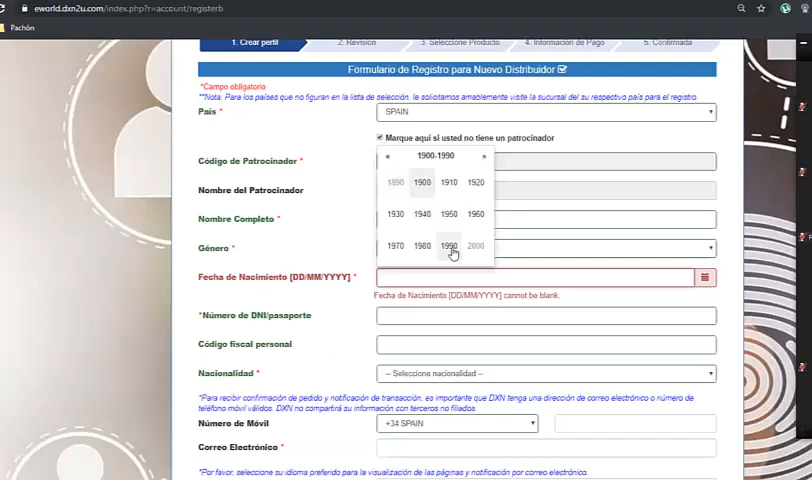 eworld.dxn2u.com/index.php?r=account/registerb
Pachón
1. Crear perfil 2. Revisión 3. Seleccione Producto 4. Información de Pago 5. Confirmada
Formulario de Registro para Nuevo Distribuidor
*Campo obligatorio
**Nota: Para los países que no figuran en la lista de selección, le solicitamos amablemente visite la sucursal del su respectivo país para el registro.
País * SPAIN
Marque aqui si usted no tiene un patrocinador
« 1900-1990 »
Código de Patrocinador *
1890 1900 1910 1920
Nombre del Patrocinador
1930 1940 1950 1960
Nombre Completo *
1970 1980 1990 2000
Género *
Fecha de Nacimiento [DD/MM/YYYY] *
Fecha de Nacimiento [DD/MM/YYYY] cannot be blank.
*Número de DNI/pasaporte
Código fiscal personal
Nacionalidad * -- Seleccione nacionalidad --
*Para recibir confirmación de pedido y notificación de transacción, es importante que DXN tenga una dirección de correo electrónico o número de
teléfono móvil válidos. DXN no compartirá su información con terceros no filiados.
Número de Móvil +34 SPAIN
Correo Electrónico *
*Por favor, seleccione su idioma preferido para la visualización de las páginas y notificación por correo electrónico.